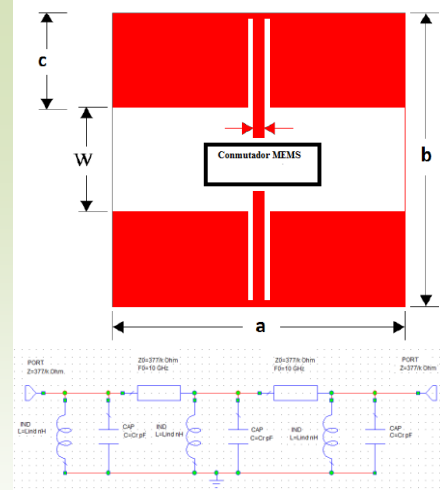 c
W
Conmutador MEMS
b
a
PORT
Z=377/k Ohm.
Z0=377/k Ohm
F0=10 GHz
Z0=377/k Ohm
F0=10 GHz
PORT
Z=377/k Ohm
IND
L=Lind nH
CAP
C=Cr pF
IND
L=Lind nH
CAP
C=Cr pF
IND
L=Lind nH
CAP
C=Cr pF